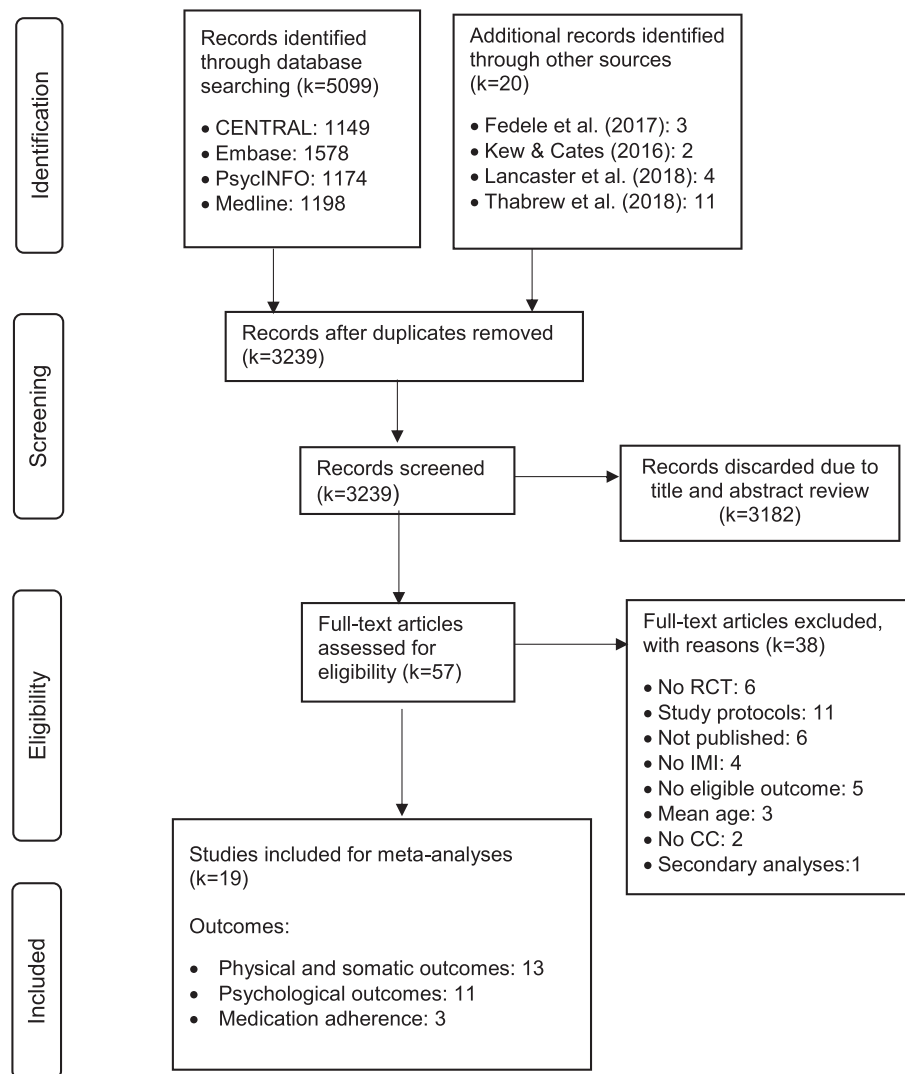 Identification
Records identified
through database
searching (k=5099)
• CENTRAL: 1149
• Embase: 1578
• PsycINFO: 1174
• Medline: 1198
Additional records identified
through other sources
(k=20)
• Fedele et al. (2017): 3
• Kew & Cates (2016): 2
• Lancaster et al. (2018): 4
• Thabrew et al. (2018): 11
Screening
Records after duplicates removed
(k=3239)
Records screened
(k=3239)
Records discarded due to
title and abstract review
(k=3182)
Eligibility
Full-text articles
assessed for
eligibility (k=57)
Full-text articles excluded,
with reasons (k=38)
• No RCT: 6
• Study protocols: 11
• Not published: 6
• No IMI: 4
• No eligible outcome: 5
• Mean age: 3
• No CC: 2
• Secondary analyses:1
Included
Studies included for meta-analyses
(k=19)
Outcomes:
• Physical and somatic outcomes: 13
• Psychological outcomes: 11
• Medication adherence: 3